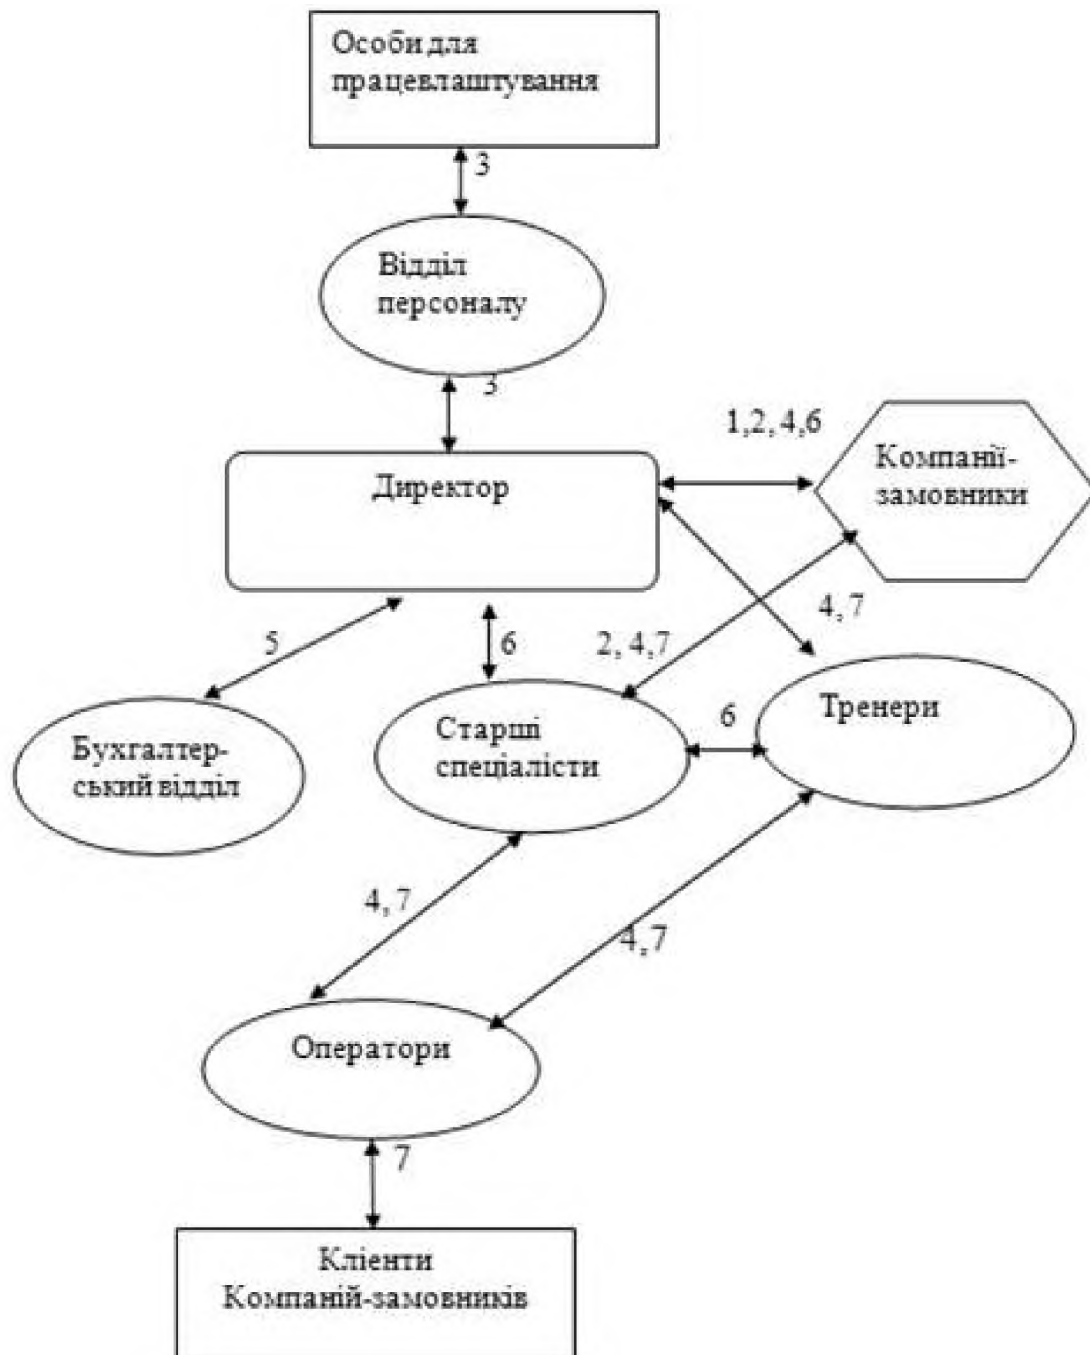 Особи для
працевлаштування
3
Відділ
персоналу
3
1,2, 4,6
Компанії-
замовники
Директор
4, 7
5
6
2, 4,7
6
Тренери
Старші
спеціалісти
Бухгалтер-
ський відділ
4, 7
4,7
Оператори
7
Клієнти
Компаній-замовників